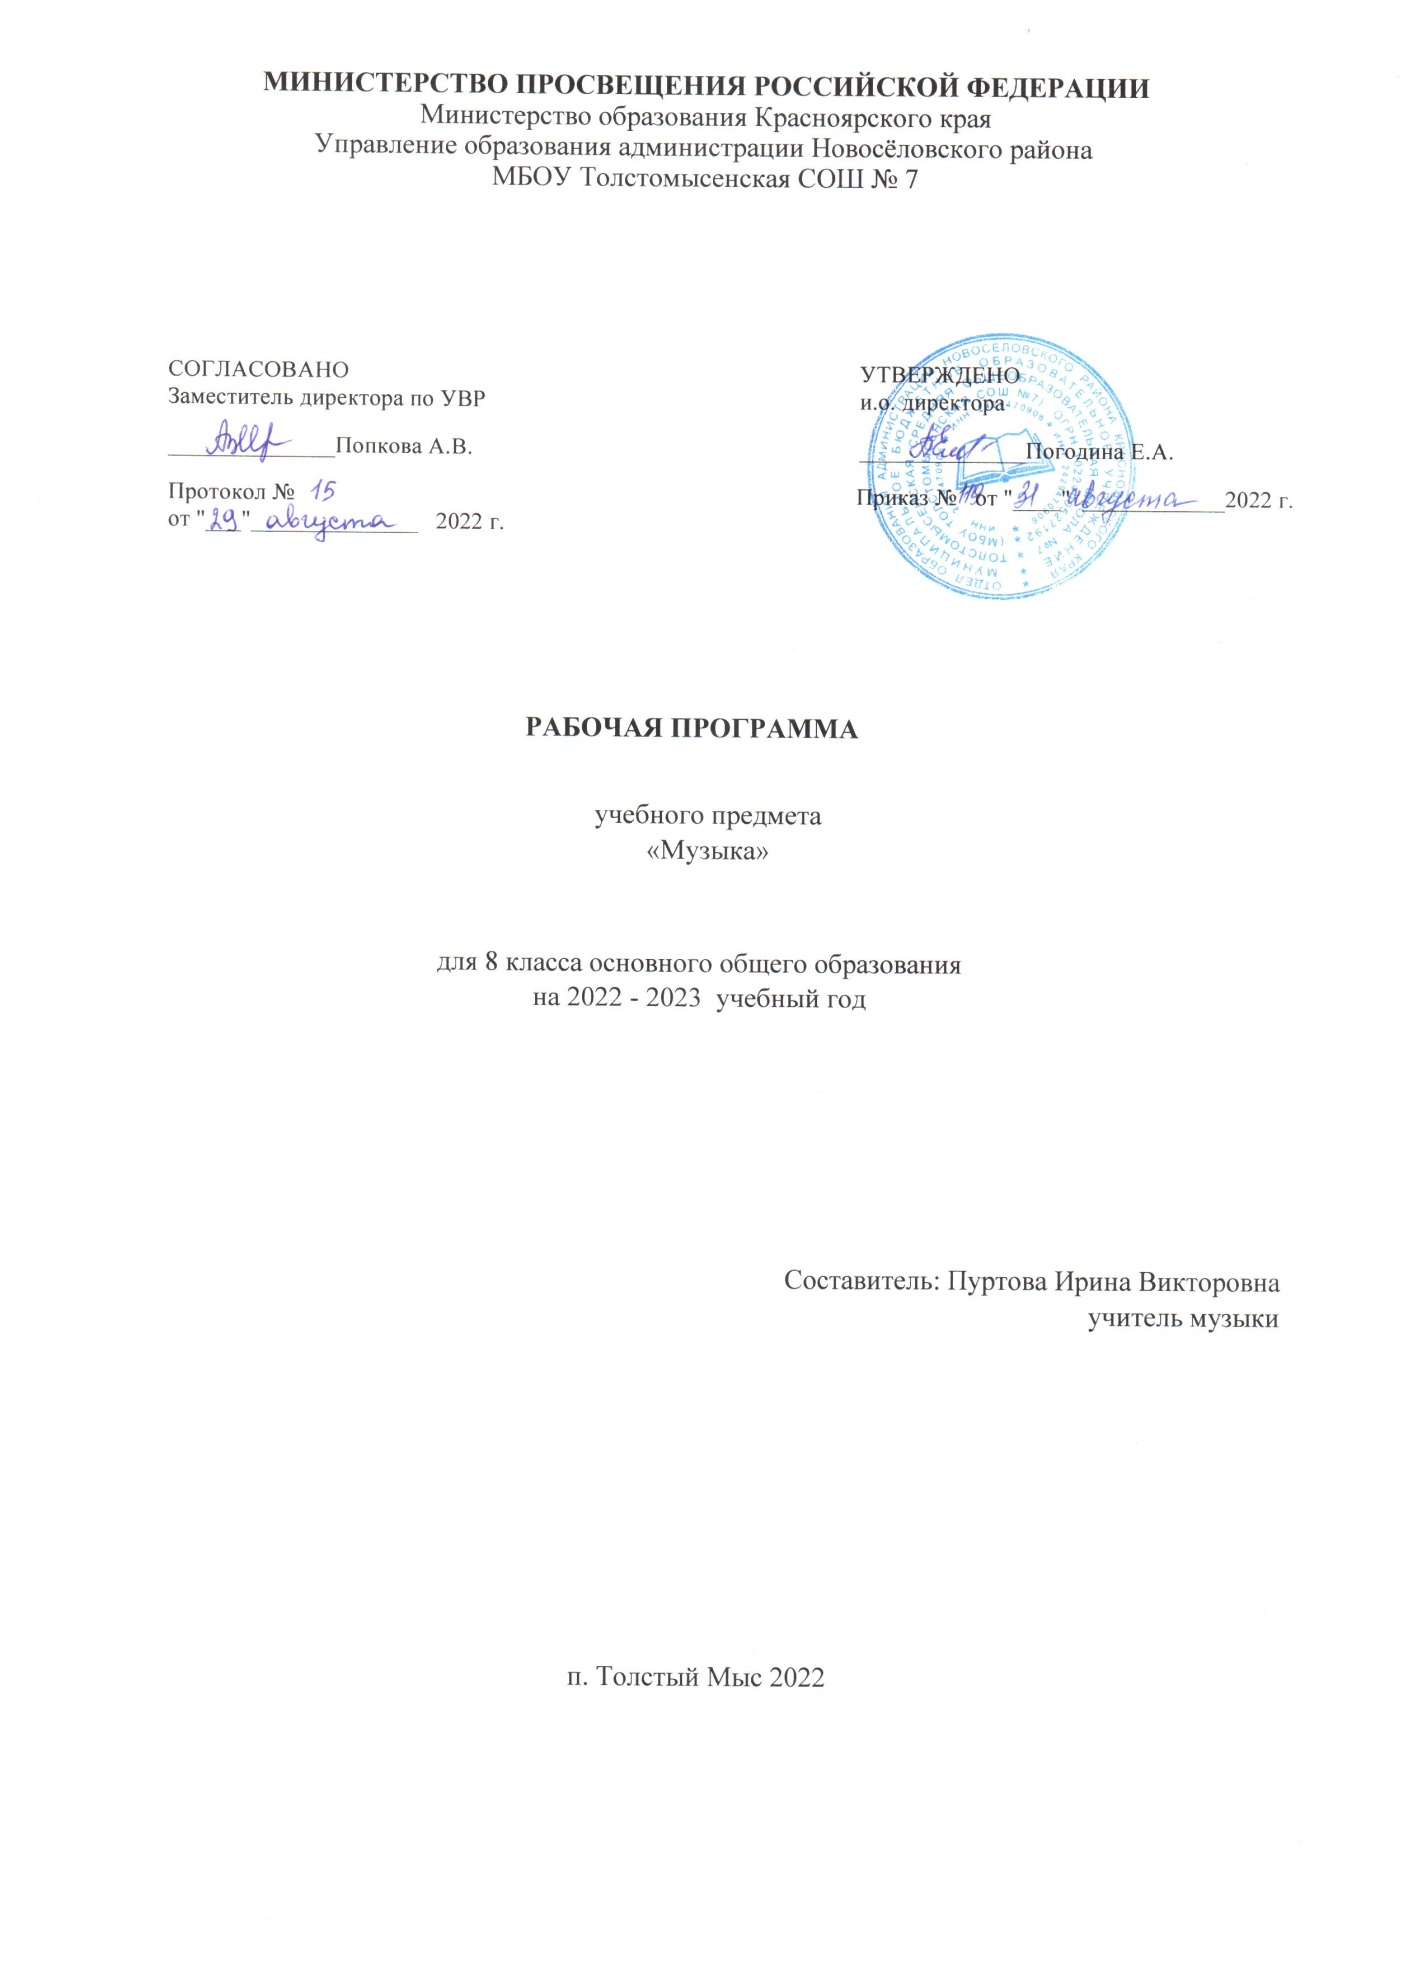 МИНИСТЕРСТВО ПРОСВЕЩЕНИЯ РОССИЙСКОЙ ФЕДЕРАЦИИ
Министерство образования Красноярского края
Управление образования администрации Новосёловского района
МБОУ Толстомысенская СОШ № 7
СОГЛАСОВАНО
Заместитель директора по УВР
Попкова А.В.
Протокол № 15
от "29" августа 2022 г.
УТВЕРЖДЕНО
и.о. директора
Погодина Е.А.
Приказ № от "31" августа 2022 г.
РАБОЧАЯ ПРОГРАММА
учебного предмета
«Музыка»
для 8 класса основного общего образования
на 2022 - 2023 учебный год
Составитель: Пуртова Ирина Викторовна
учитель музыки
п. Толстый Мыс 2022